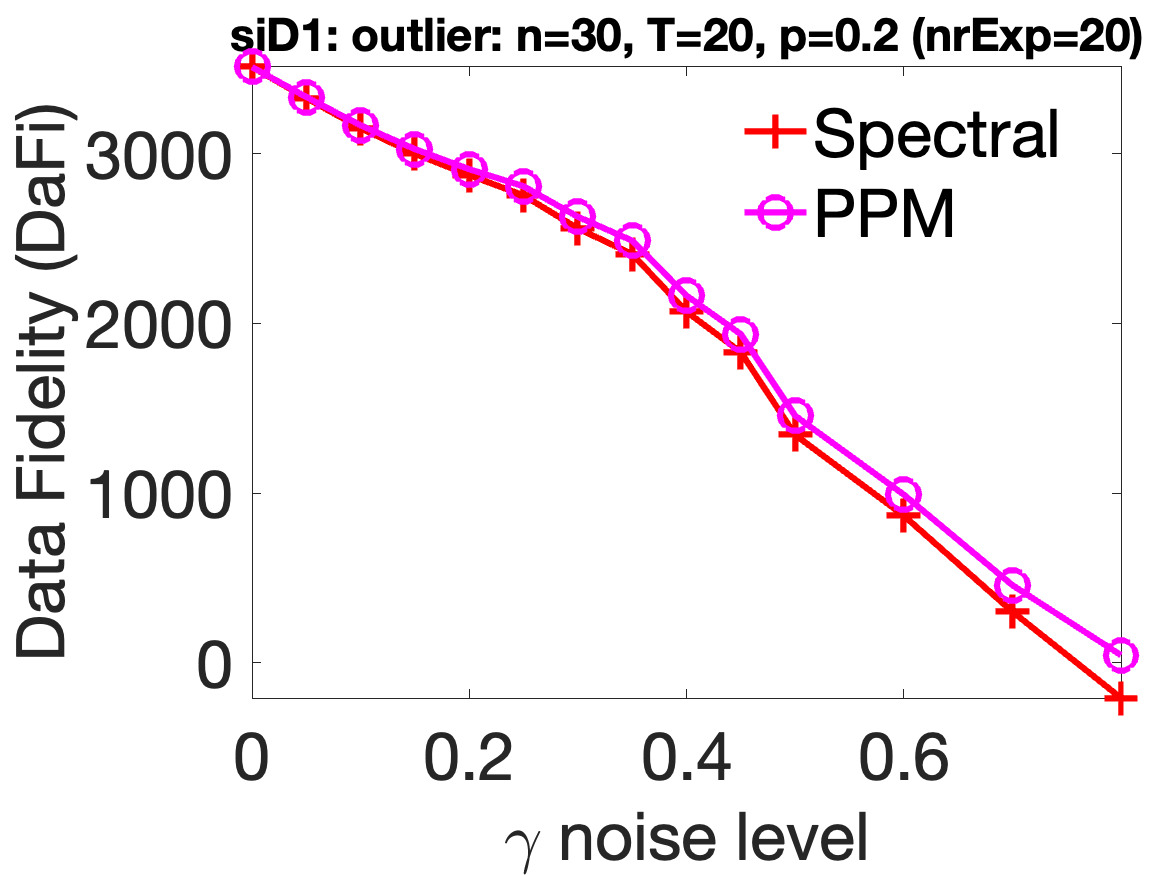 siD1: outlier: n=30, T=20, p=0.2 (nrExp=20)
Spectral
PPM
Data Fidelity (DaFi)
3000
2000
1000
0
0 0.2 0.4 0.6
γ noise level